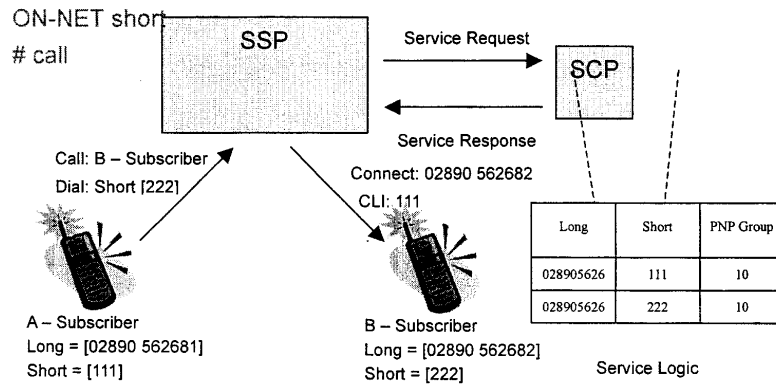 ON-NET short
# call
SSP
Service Request
SCP
Service Response
Call: B – Subscriber
Dial: Short [222]
Connect: 02890 562682
CLI: 111
Long Short PNP Group
028905626 111 10
028905626 222 10
A – Subscriber
Long = [02890 562681]
Short = [111]
B – Subscriber
Long = [02890 562682]
Short = [222]
Service Logic